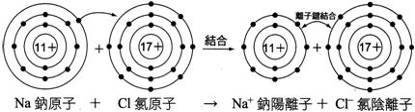 離子鍵結合
11+ + 17+ 結合 → 11+ + 17+
Na 鈉原子 + Cl 氯原子 → Na⁺ 鈉陽離子 + Cl⁻ 氯陰離子